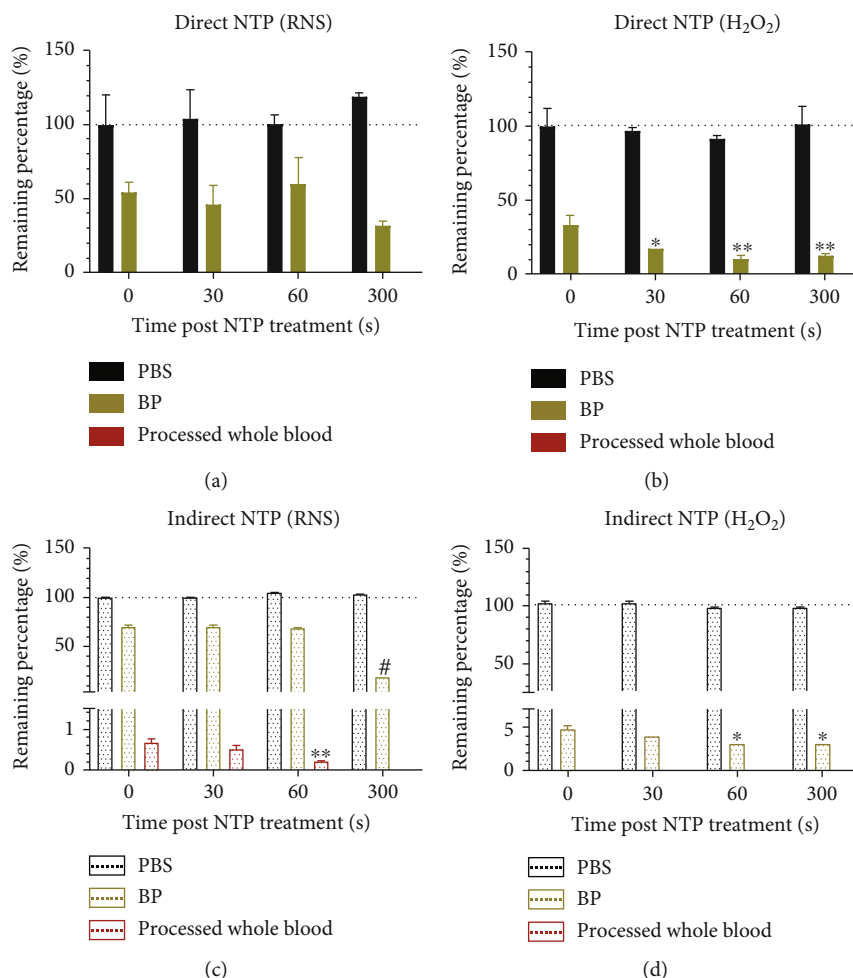 Direct NTP (RNS)
Remaining percentage (%)
150
100
50
0
0 30 60 300
Time post NTP treatment (s)
PBS
BP
Processed whole blood
(a)
Direct NTP (H₂O₂)
Remaining percentage (%)
150
100
50
0
* ** **
0 30 60 300
Time post NTP treatment (s)
PBS
BP
Processed whole blood
(b)
Indirect NTP (RNS)
Remaining percentage (%)
150
100
50
#
1
**
0
0 30 60 300
Time post NTP treatment (s)
PBS
BP
Processed whole blood
(c)
Indirect NTP (H₂O₂)
Remaining percentage (%)
150
100
50
5
* *
0
0 30 60 300
Time post NTP treatment (s)
PBS
BP
Processed whole blood
(d)